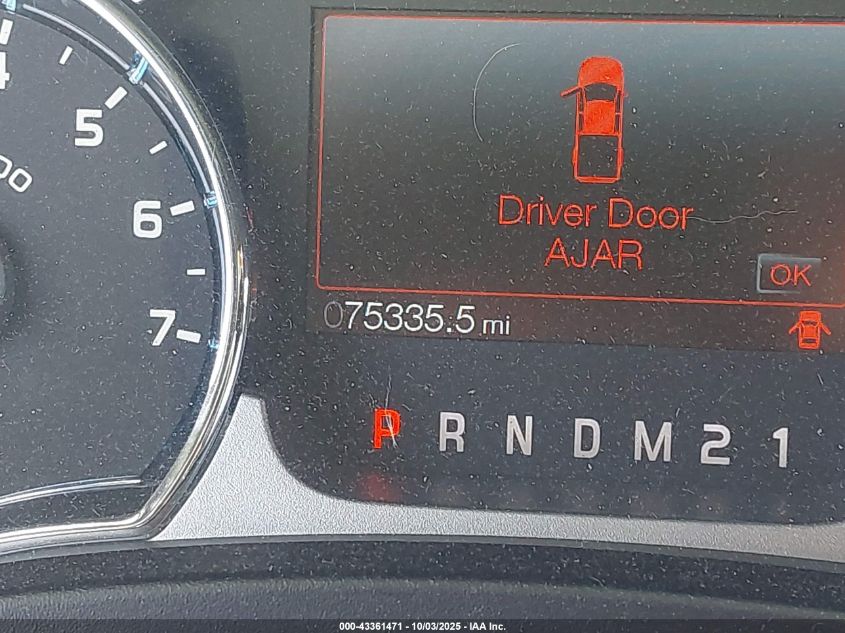 5
6
7
Driver Door
AJAR
OK
075335.5 mi
P R N D M 2 1
000-43361471 - 10/03/2025 - IAA Inc.